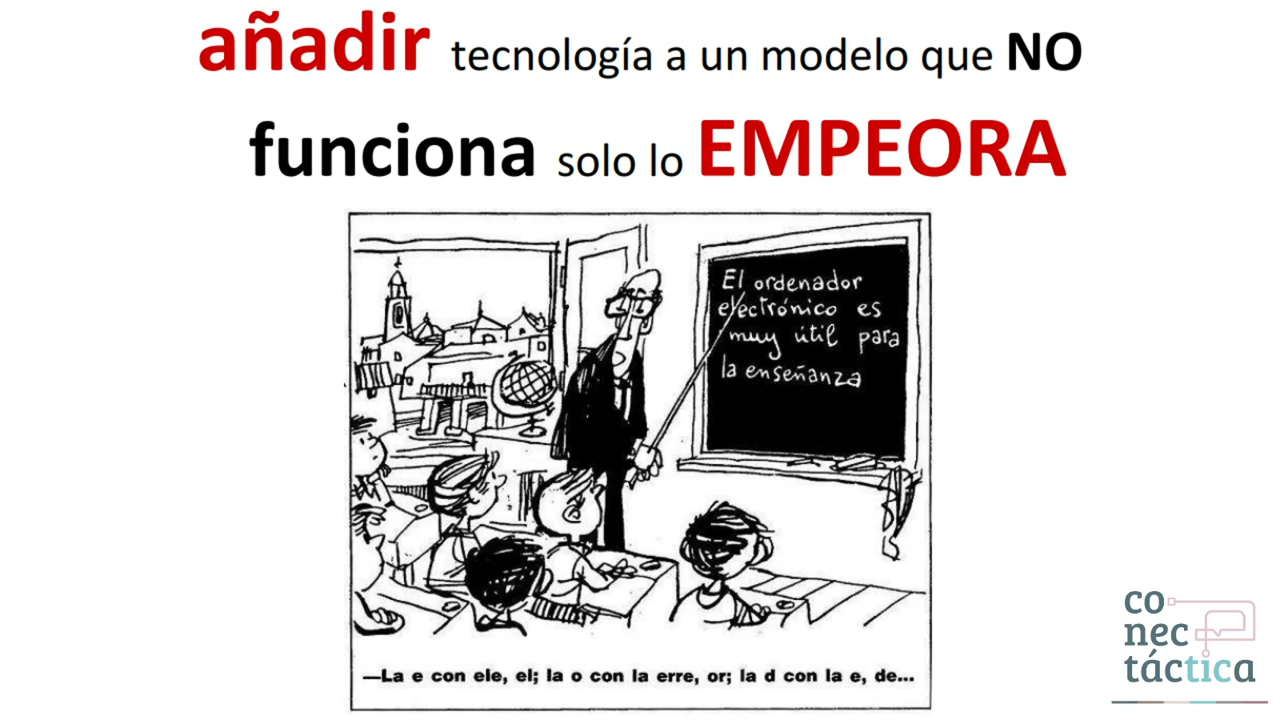 añadir tecnología a un modelo que NO
funciona solo lo EMPEORA
El ordenador
electrónico es
muy útil para
la enseñanza
—La e con ele, el; la o con la erre, or; la d con la e, de...
co
nec
táctica